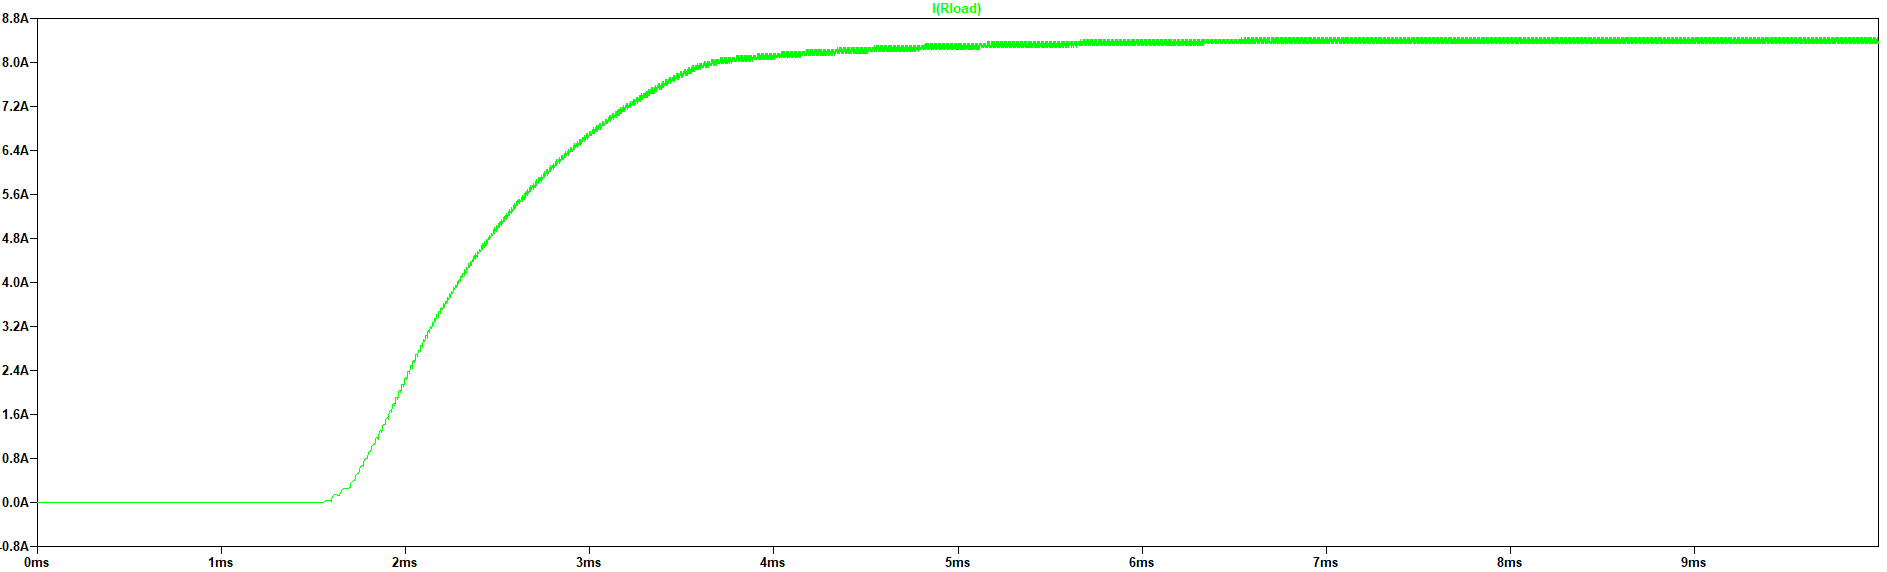 I(Rload)
8.8A
8.0A
7.2A
6.4A
5.6A
4.8A
4.0A
3.2A
2.4A
1.6A
0.8A
0.0A
-0.8A
0ms 1ms 2ms 3ms 4ms 5ms 6ms 7ms 8ms 9ms